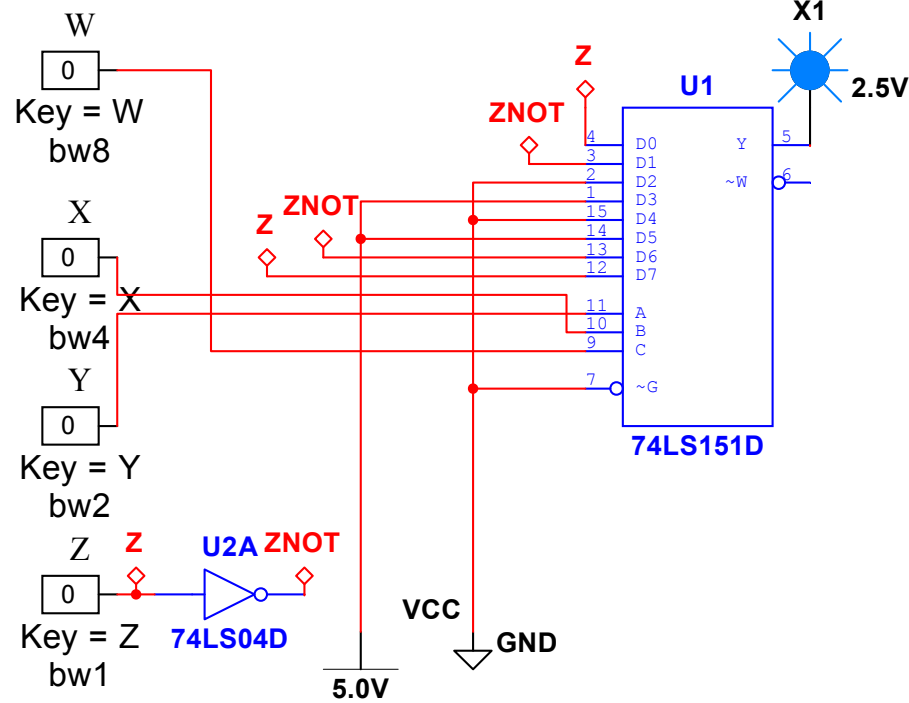 W
0
Key = W
bw8
X
0
Key = X
bw4
Y
0
Key = Y
bw2
Z
0
Key = Z
bw1
Z
U2A
ZNOT
74LS04D
Z
ZNOT
Z
ZNOT
VCC
5.0V
GND
X1
2.5V
U1
4 D0
3 D1
2 D2
1 D3
15 D4
14 D5
13 D6
12 D7
11 A
10 B
9 C
7 ~G
Y 5
~W 6
74LS151D